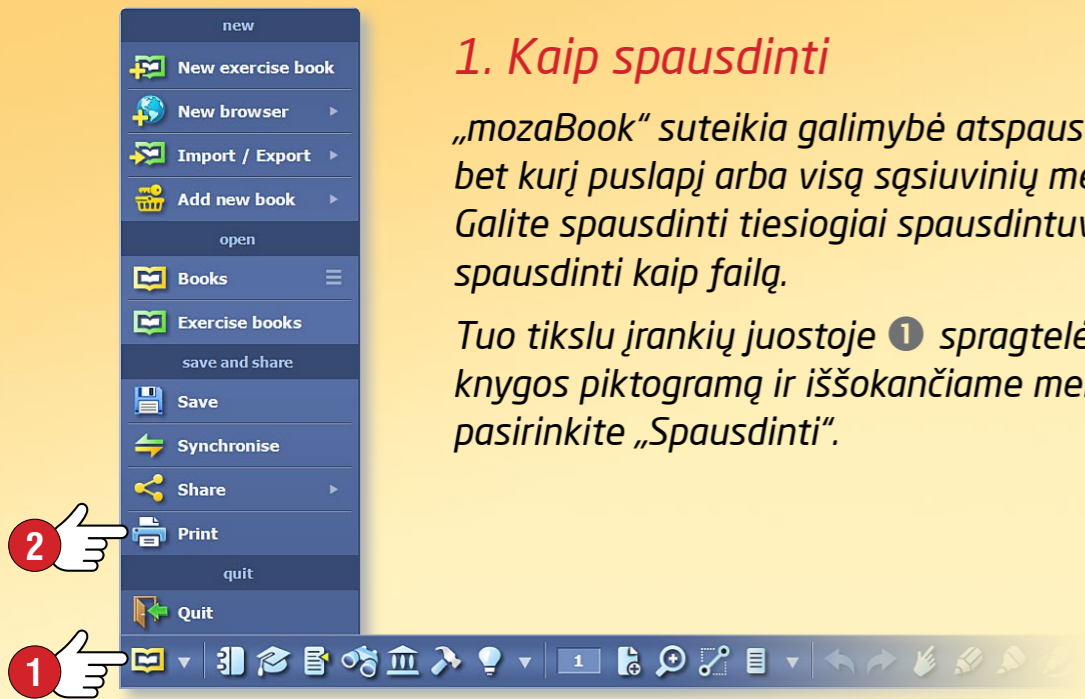 new
New exercise book
New browser
Import / Export
Add new book
open
Books
Exercise books
save and share
Save
Synchronise
Share
Print
quit
Quit
2
1
1
1. Kaip spausdinti
„mozaBook“ suteikia galimybė atspaus
bet kurį puslapį arba visą sąsiuvinių me
Galite spausdinti tiesiogiai spausdintuv
spausdinti kaip failą.
Tuo tikslu įrankių juostoje ❶ spragtelė
knygos piktogramą ir iššokančiame me
pasirinkite „Spausdinti“.